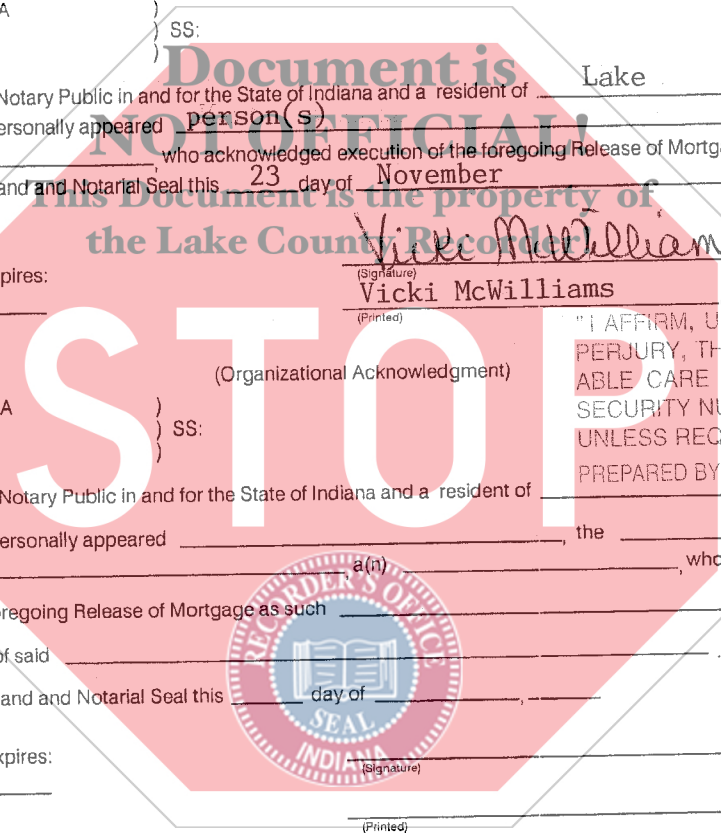 A ) SS:
)
)
Document is
Notary Public in and for the State of Indiana and a resident of Lake
ersonally appeared person(s)
NOT OFFICIAL!
, who acknowledged execution of the foregoing Release of Mortga
and and Notarial Seal this 23 day of November
This Document is the property of
the Lake County Recorder!
Vicki McWilliam
pires:
(Signature)
Vicki McWilliams
(Printed)
"I AFFIRM, U
PERJURY, TH
(Organizational Acknowledgment)
ABLE CARE
A ) SS:
)
)
SECURITY NU
UNLESS REQ
STOP
PREPARED BY
Notary Public in and for the State of Indiana and a resident of
ersonally appeared , the
, a(n) , who
oregoing Release of Mortgage as such
of said .
and and Notarial Seal this day of ,
RECORDER'S OFFICE
SEAL
INDIANA
xpires:
(Signature)
(Printed)